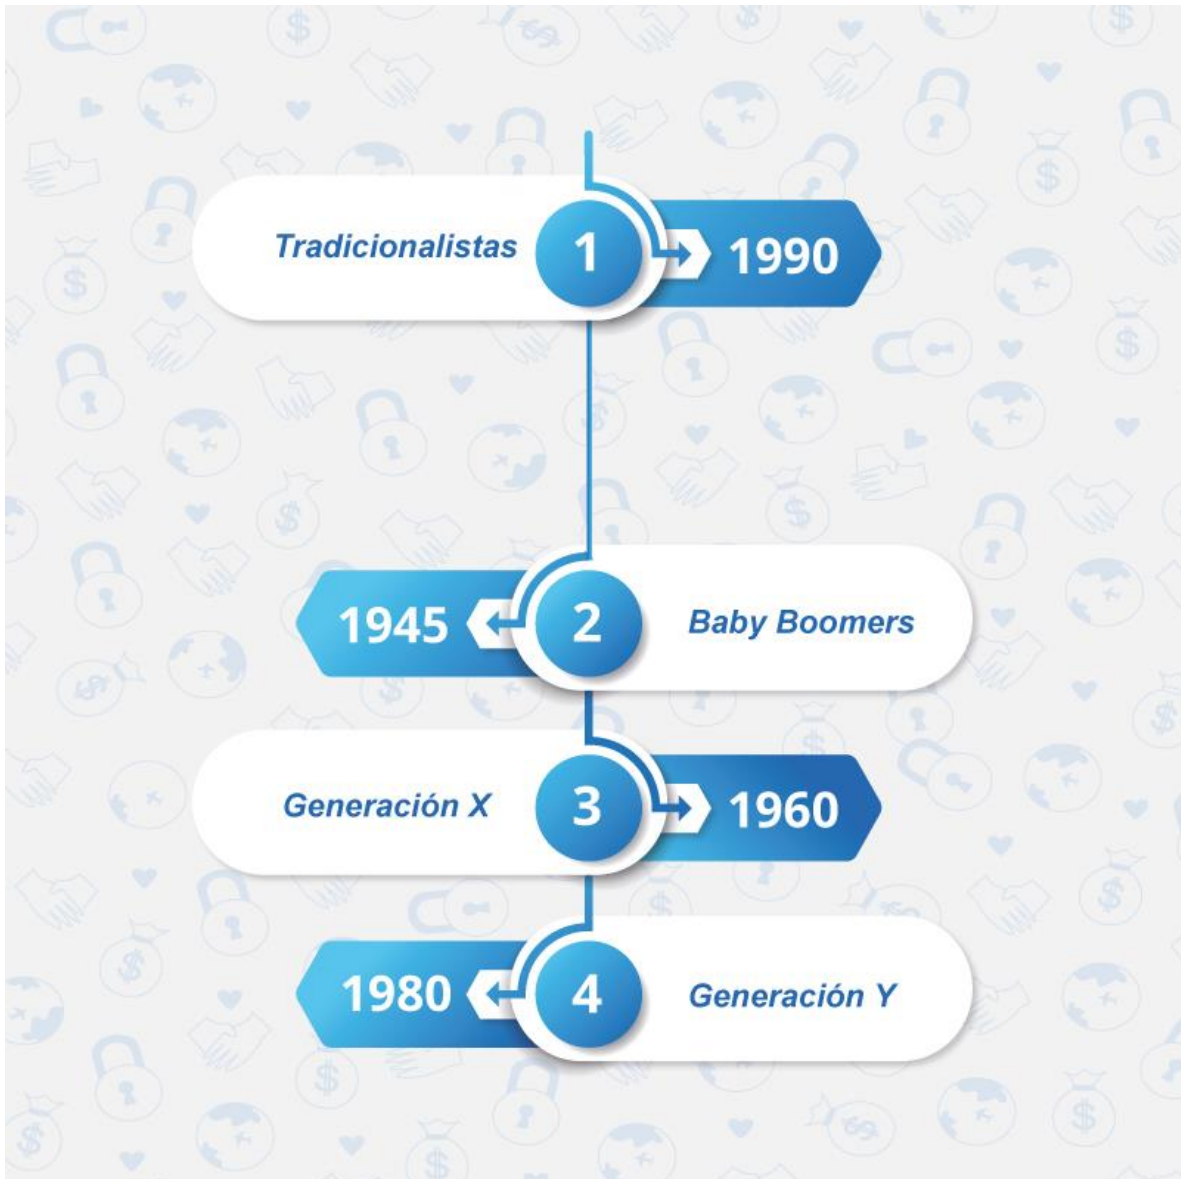 Tradicionalistas 1 1990
1945 2 Baby Boomers
Generación X 3 1960
1980 4 Generación Y